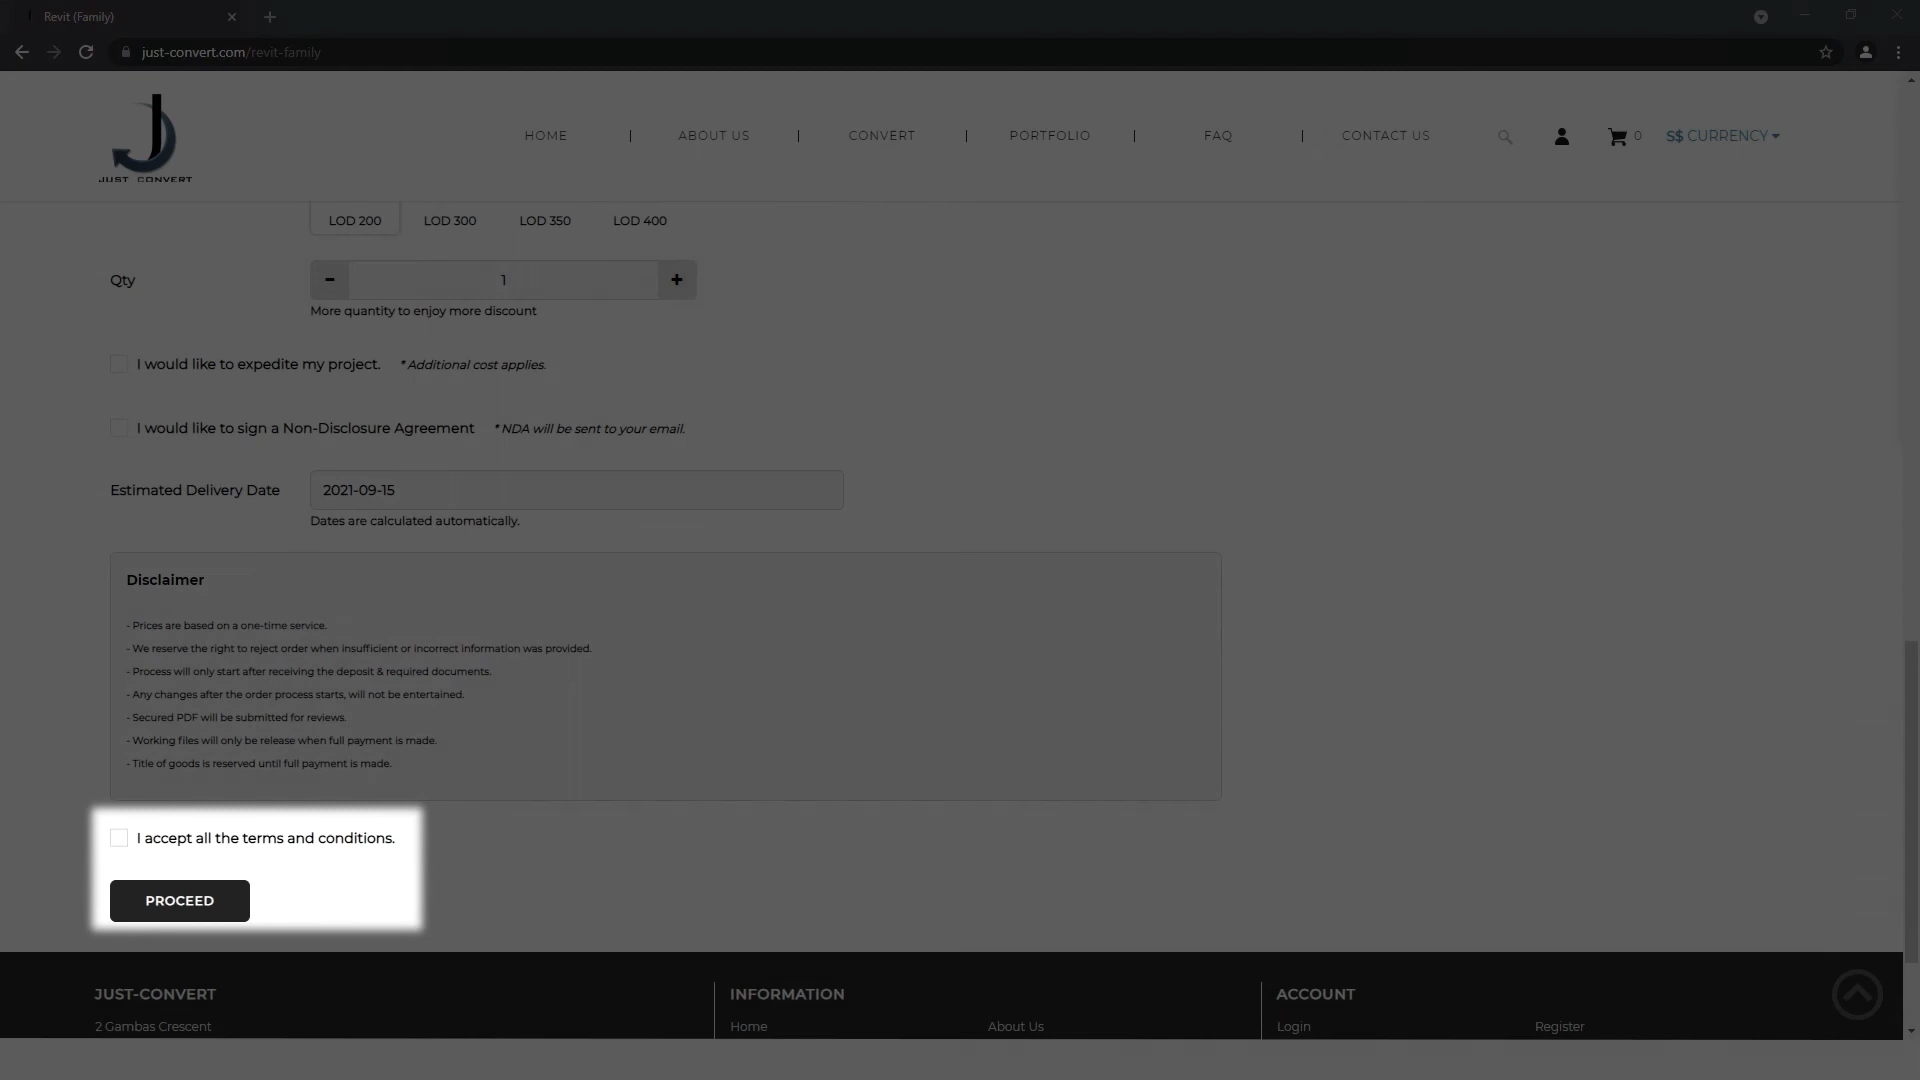 Revit (Family)
just-convert.com/revit-family
J
JUST CONVERT
HOME | ABOUT US | CONVERT | PORTFOLIO | FAQ | CONTACT US 0 S$ CURRENCY
LOD 200 LOD 300 LOD 350 LOD 400
Qty - 1 +
More quantity to enjoy more discount
I would like to expedite my project. * Additional cost applies.
I would like to sign a Non-Disclosure Agreement * NDA will be sent to your email.
Estimated Delivery Date 2021-09-15
Dates are calculated automatically.
Disclaimer
- Prices are based on a one-time service.
- We reserve the right to reject order when insufficient or incorrect information was provided.
- Process will only start after receiving the deposit & required documents.
- Any changes after the order process starts, will not be entertained.
- Secured PDF will be submitted for reviews.
- Working files will only be release when full payment is made.
- Title of goods is reserved until full payment is made.
I accept all the terms and conditions.
PROCEED
JUST-CONVERT INFORMATION ACCOUNT
2 Gambas Crescent Home About Us Login Register